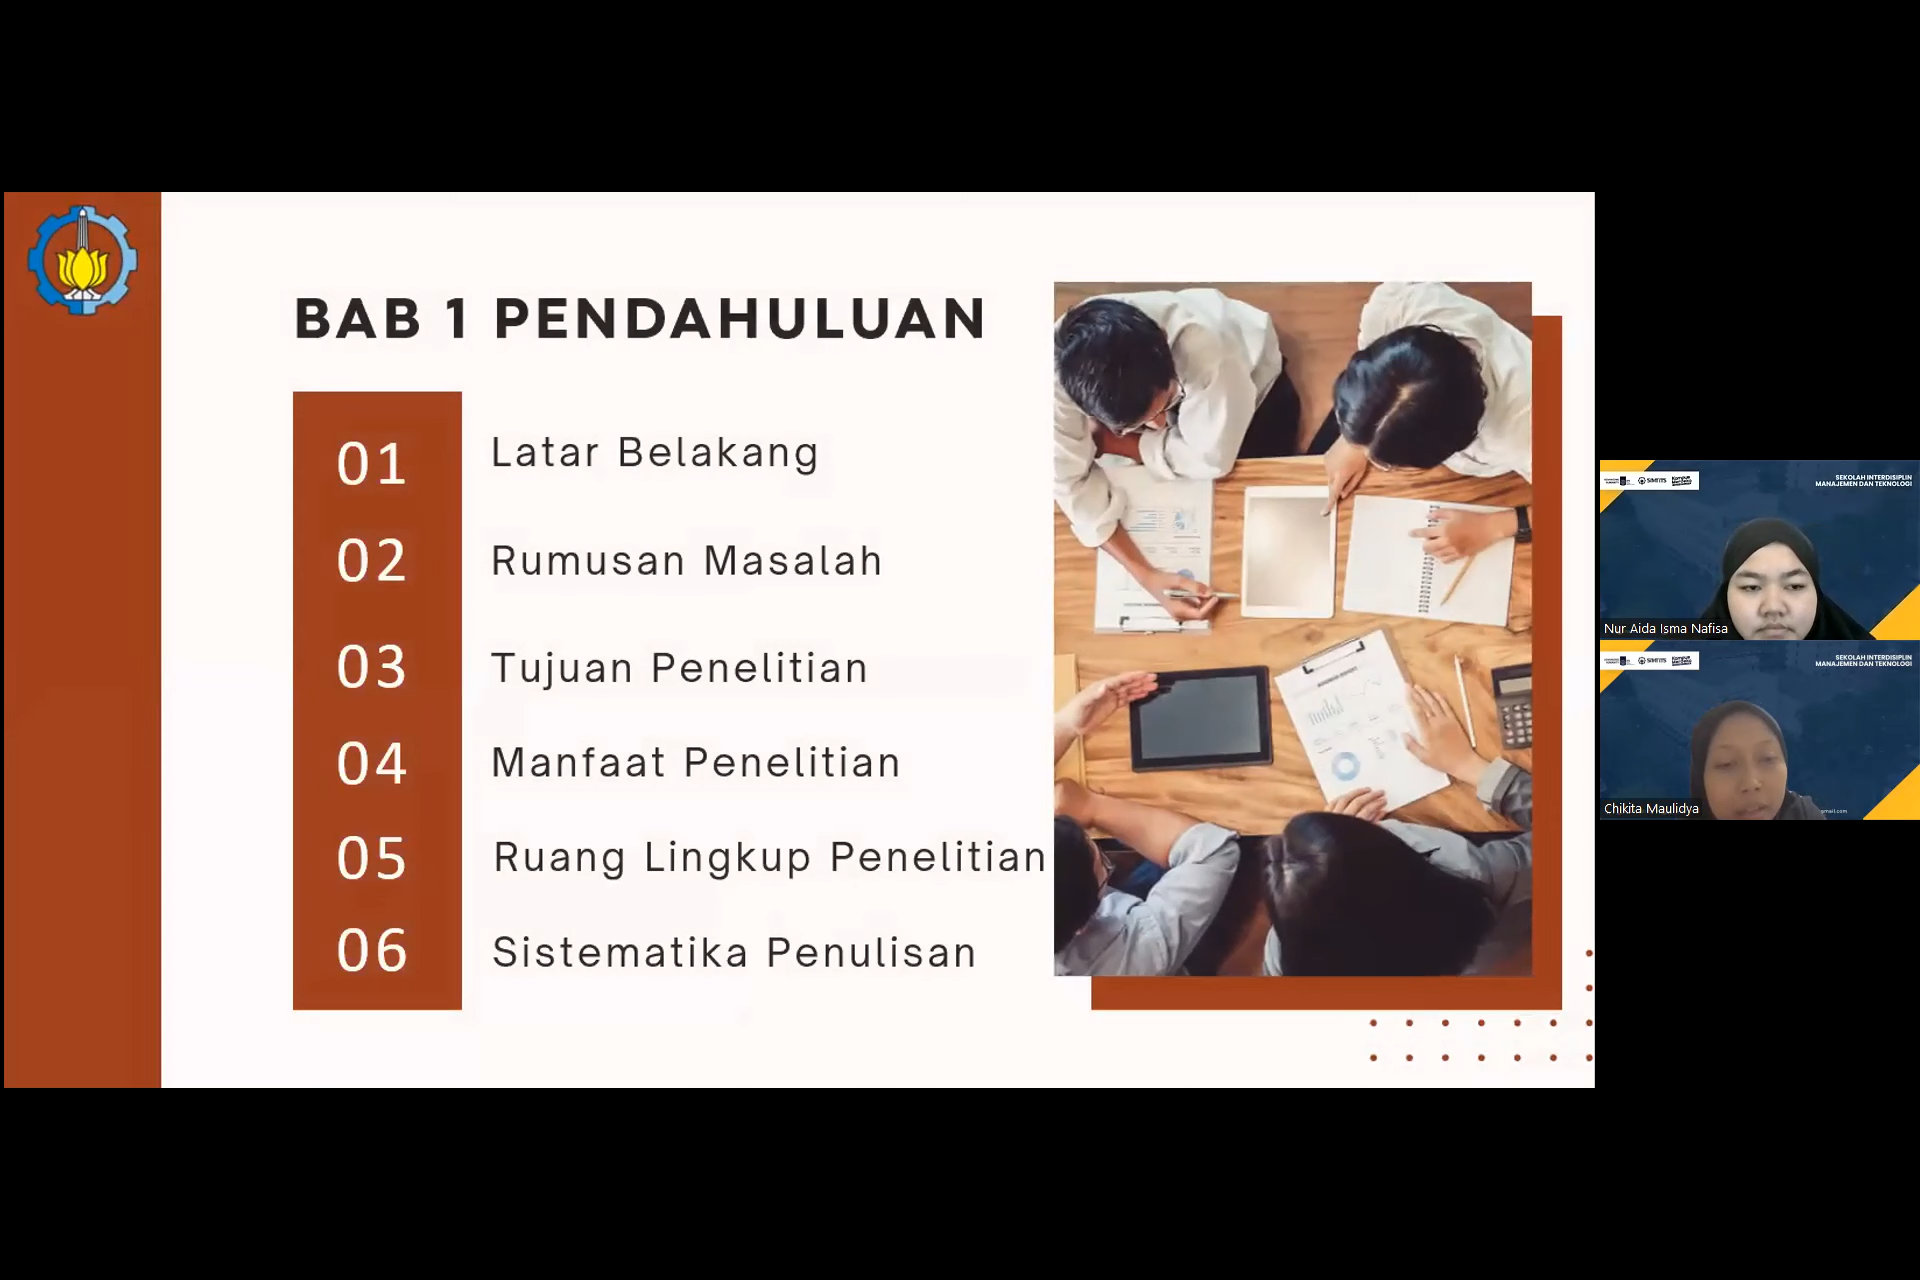 BAB 1 PENDAHULUAN
01 Latar Belakang
02 Rumusan Masalah
03 Tujuan Penelitian
04 Manfaat Penelitian
05 Ruang Lingkup Penelitian
06 Sistematika Penulisan
SEKOLAH INTERDISIPLIN
MANAJEMEN DAN TEKNOLOGI
Nur Aida Isma Nafisa
SEKOLAH INTERDISIPLIN
MANAJEMEN DAN TEKNOLOGI
Chikita Maulidya